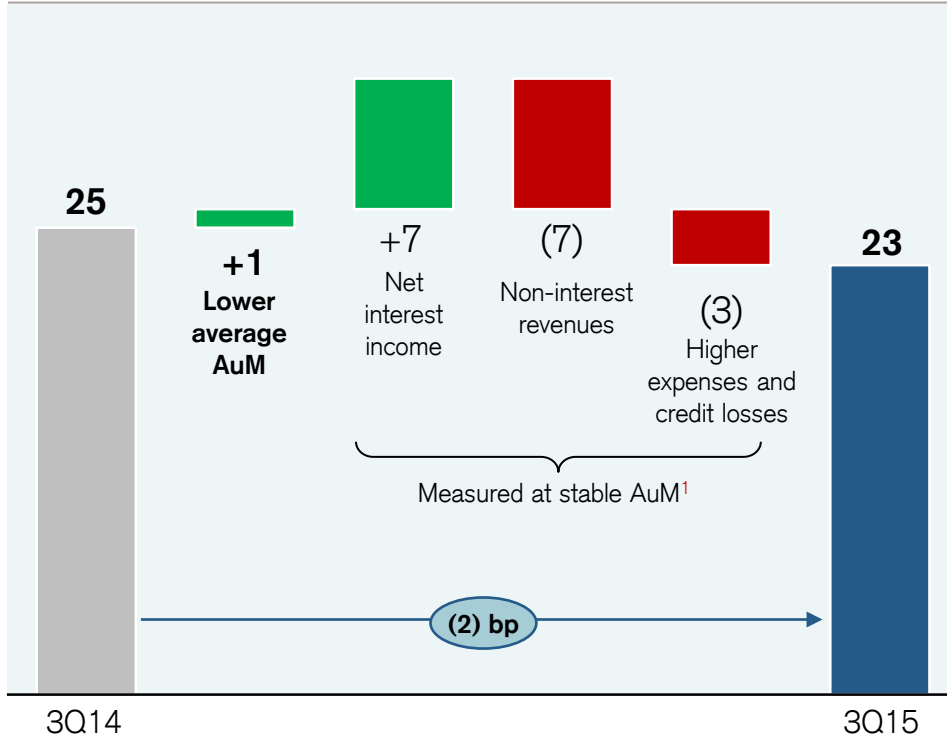 25
+1
Lower
average
AuM
+7
Net
interest
income
(7)
Non-interest
revenues
(3)
Higher
expenses and
credit losses
23
Measured at stable AuM¹
(2) bp
3Q14
3Q15